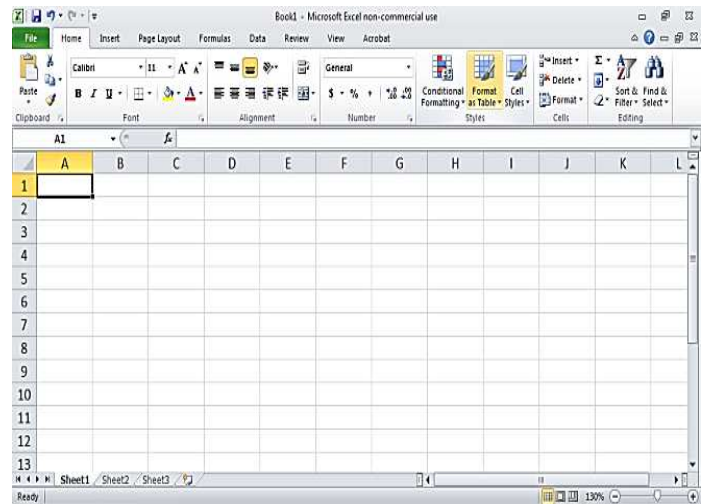 Book1 - Microsoft Excel non-commercial use
File Home Insert Page Layout Formulas Data Review View Acrobat
Paste
Calibri 11 A A
B I U A
General
$ % ,
Conditional Formatting
Format as Table
Cell Styles
Insert
Delete
Format
Sort & Filter
Find & Select
Clipboard Font Alignment Number Styles Cells Editing
A1 fx
A B C D E F G H I J K L
1
2
3
4
5
6
7
8
9
10
11
12
13
Sheet1 Sheet2 Sheet3
Ready 130%